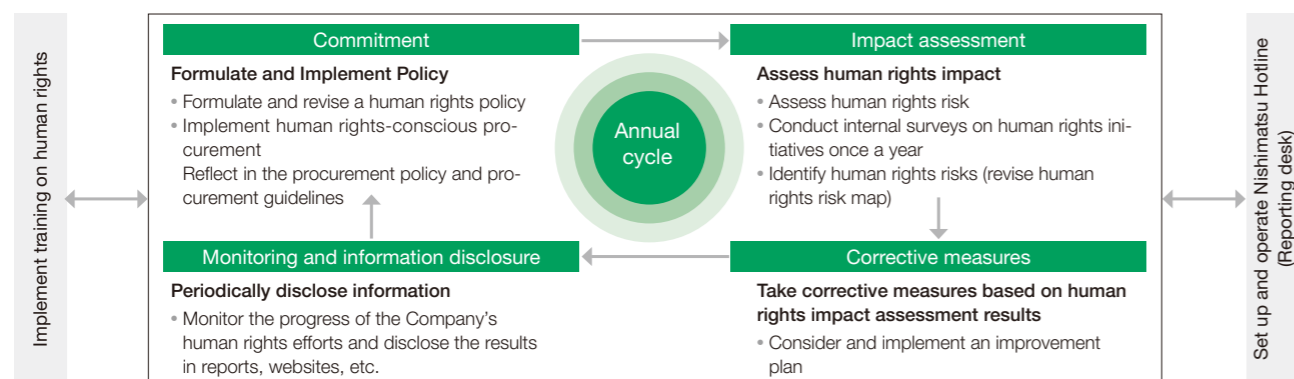 Implement training on human rights
Commitment
Formulate and Implement Policy
• Formulate and revise a human rights policy
• Implement human rights-conscious pro-
curement
Reflect in the procurement policy and pro-
curement guidelines
Annual
cycle
Impact assessment
Assess human rights impact
• Assess human rights risk
• Conduct internal surveys on human rights ini-
tiatives once a year
• Identify human rights risks (revise human
rights risk map)
Monitoring and information disclosure
Periodically disclose information
• Monitor the progress of the Company's
human rights efforts and disclose the results
in reports, websites, etc.
Corrective measures
Take corrective measures based on human
rights impact assessment results
• Consider and implement an improvement
plan
Set up and operate Nishimatsu Hotline
(Reporting desk)